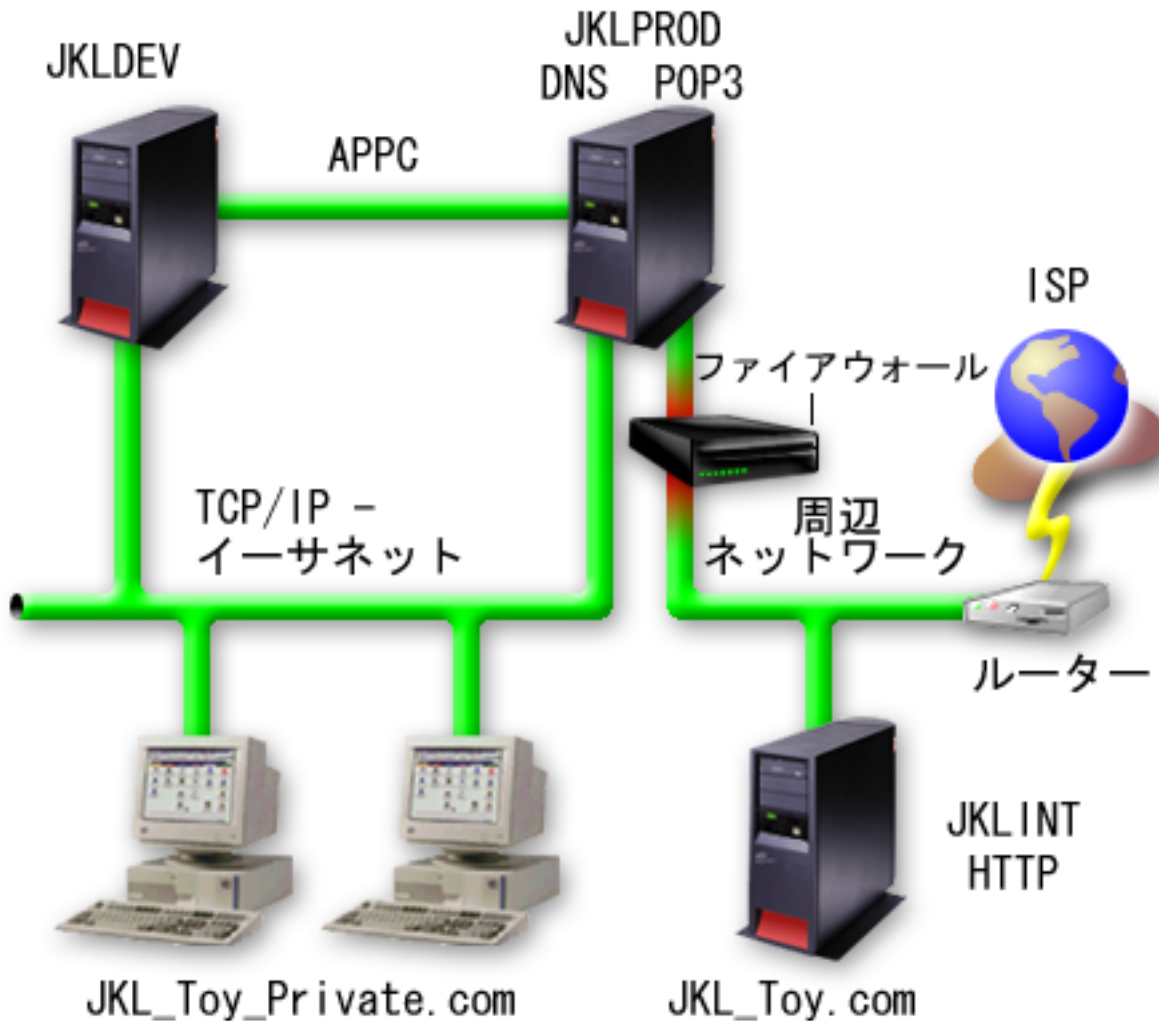 JKLDEV
JKLPROD
DNS POP3
APPC
ISP
ファイアウォール
TCP/IP -
イーサネット
周辺
ネットワーク
ルーター
JKLINT
HTTP
JKL_Toy_Private.com
JKL_Toy.com